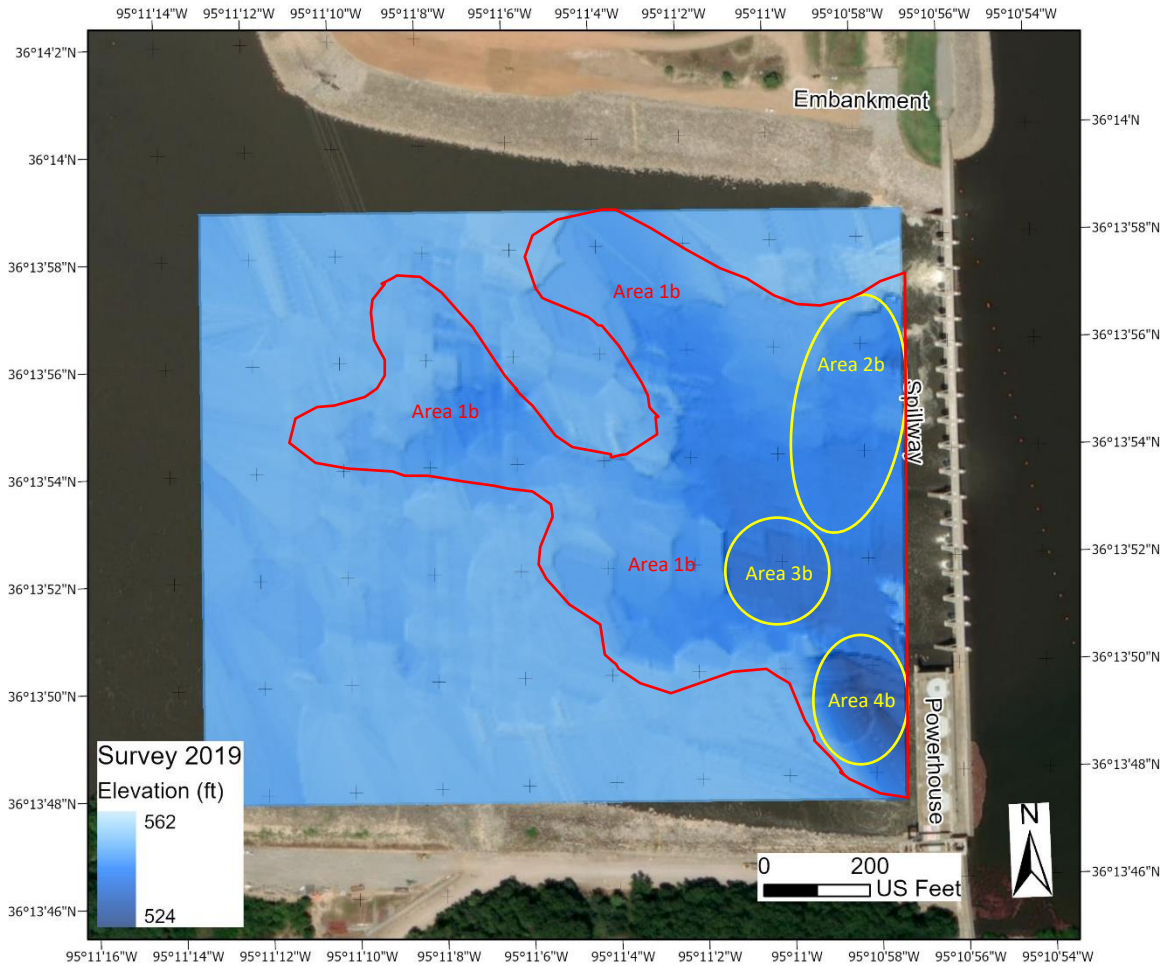 95°11'14"W 95°11'12"W 95°11'10"W 95°11'8"W 95°11'6"W 95°11'4"W 95°11'2"W 95°11'W 95°10'58"W 95°10'56"W 95°10'54"W
36°14'2"N
Embankment
36°14'N
36°14'N
36°13'58"N
36°13'58"N
Area 1b
36°13'56"N
Area 2b
36°13'56"N
Area 1b
Spillway
36°13'54"N
36°13'54"N
Area 1b
Area 3b
36°13'52"N
36°13'52"N
36°13'50"N
36°13'50"N
Area 4b
Powerhouse
Survey 2019
Elevation (ft)
562
524
36°13'48"N
36°13'48"N
N
0 200
US Feet
36°13'46"N
36°13'46"N
95°11'16"W 95°11'14"W 95°11'12"W 95°11'10"W 95°11'8"W 95°11'6"W 95°11'4"W 95°11'2"W 95°11'W 95°10'58"W 95°10'56"W